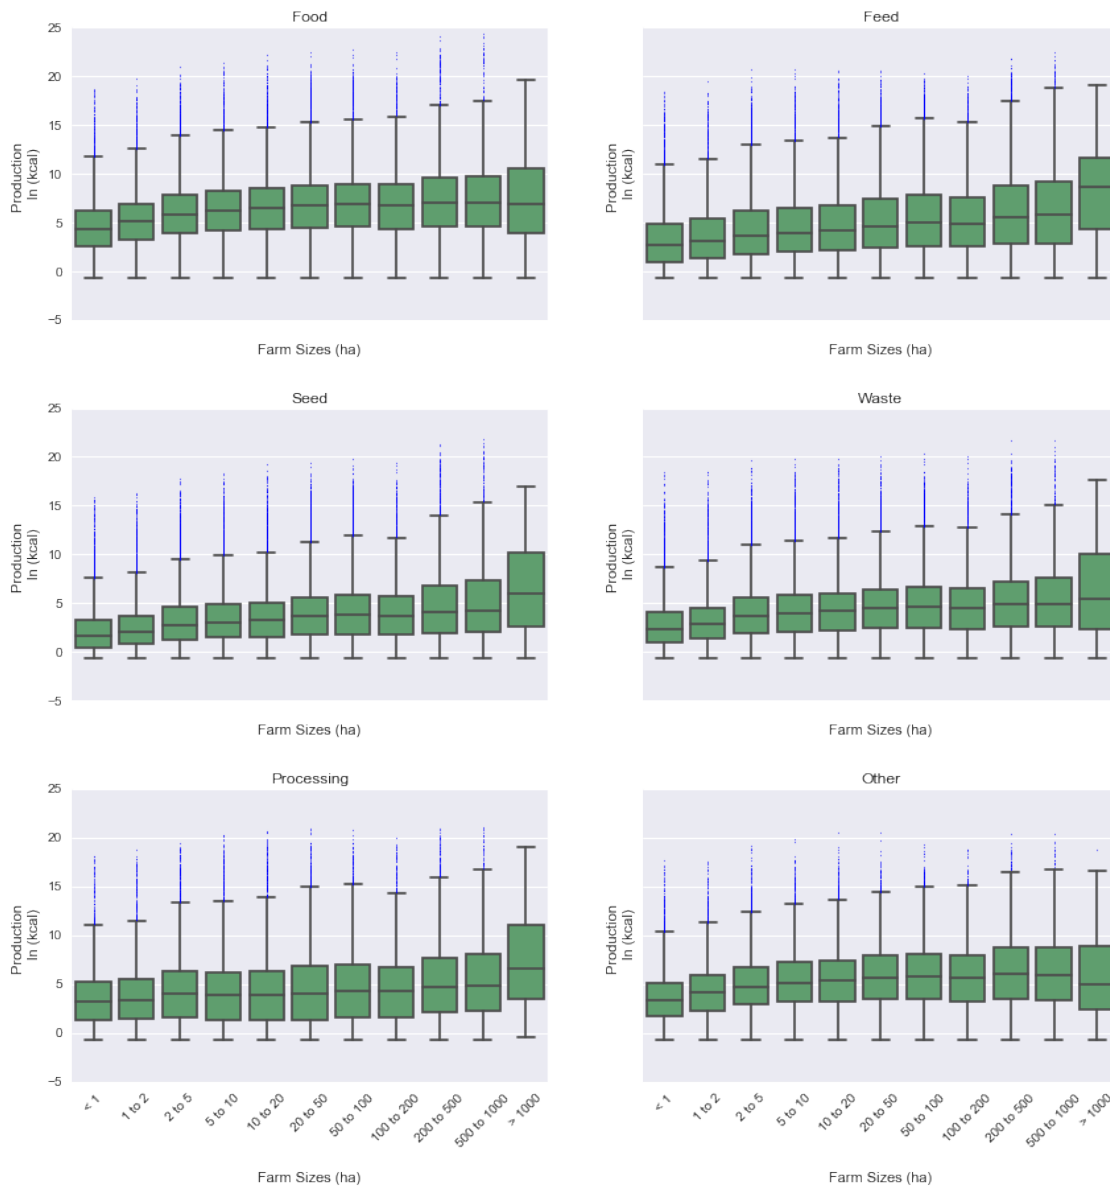 Food
Feed
25
20
15
10
5
0
−5
Production
ln (kcal)
Production
ln (kcal)
Farm Sizes (ha)
Farm Sizes (ha)
Seed
Waste
25
20
15
10
5
0
−5
Production
ln (kcal)
Production
ln (kcal)
Farm Sizes (ha)
Farm Sizes (ha)
Processing
Other
25
20
15
10
5
0
−5
Production
ln (kcal)
Production
ln (kcal)
< 1
1 to 2
2 to 5
5 to 10
10 to 20
20 to 50
50 to 100
100 to 200
200 to 500
500 to 1000
> 1000
< 1
1 to 2
2 to 5
5 to 10
10 to 20
20 to 50
50 to 100
100 to 200
200 to 500
500 to 1000
> 1000
Farm Sizes (ha)
Farm Sizes (ha)